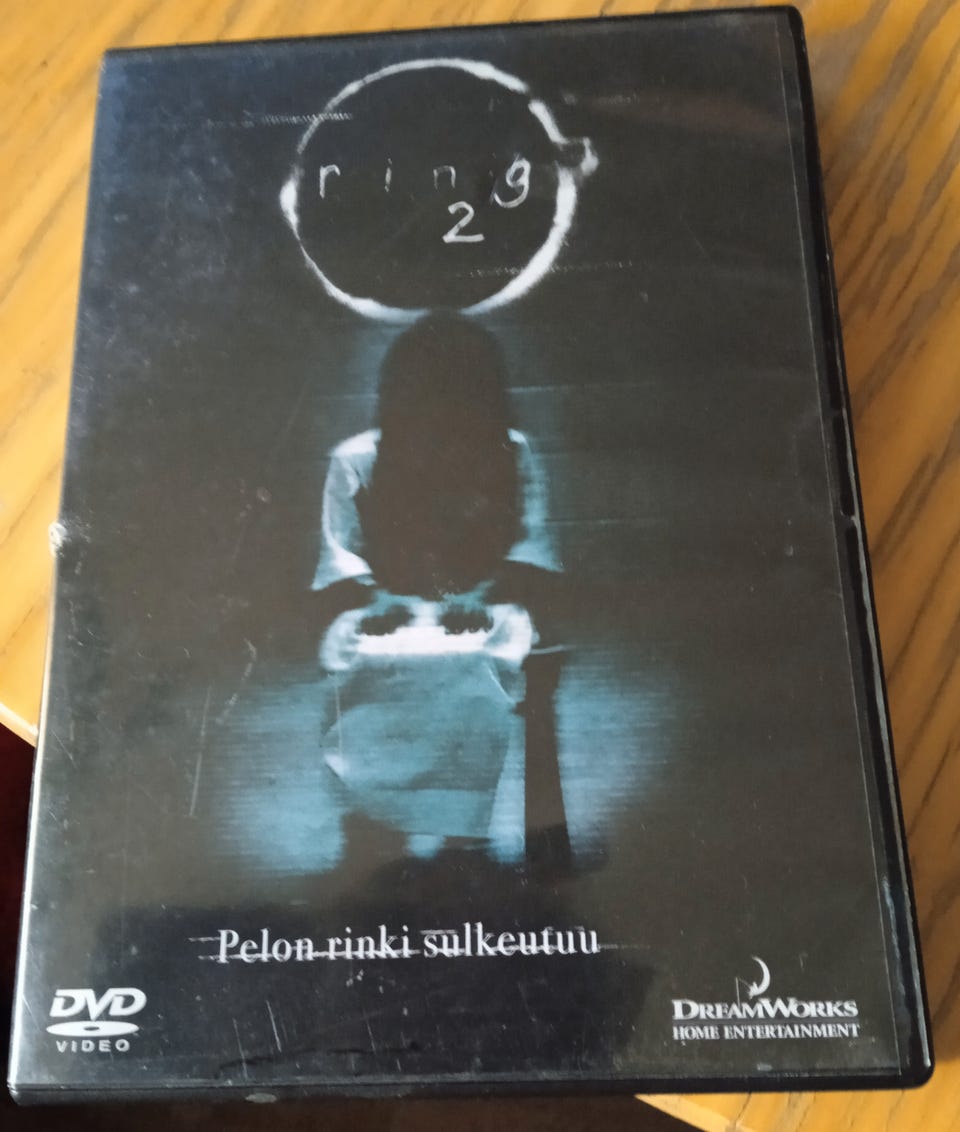 ring
2
Pelon rinki sulkeutuu
DVD
VIDEO
DREAMWORKS
HOME ENTERTAINMENT